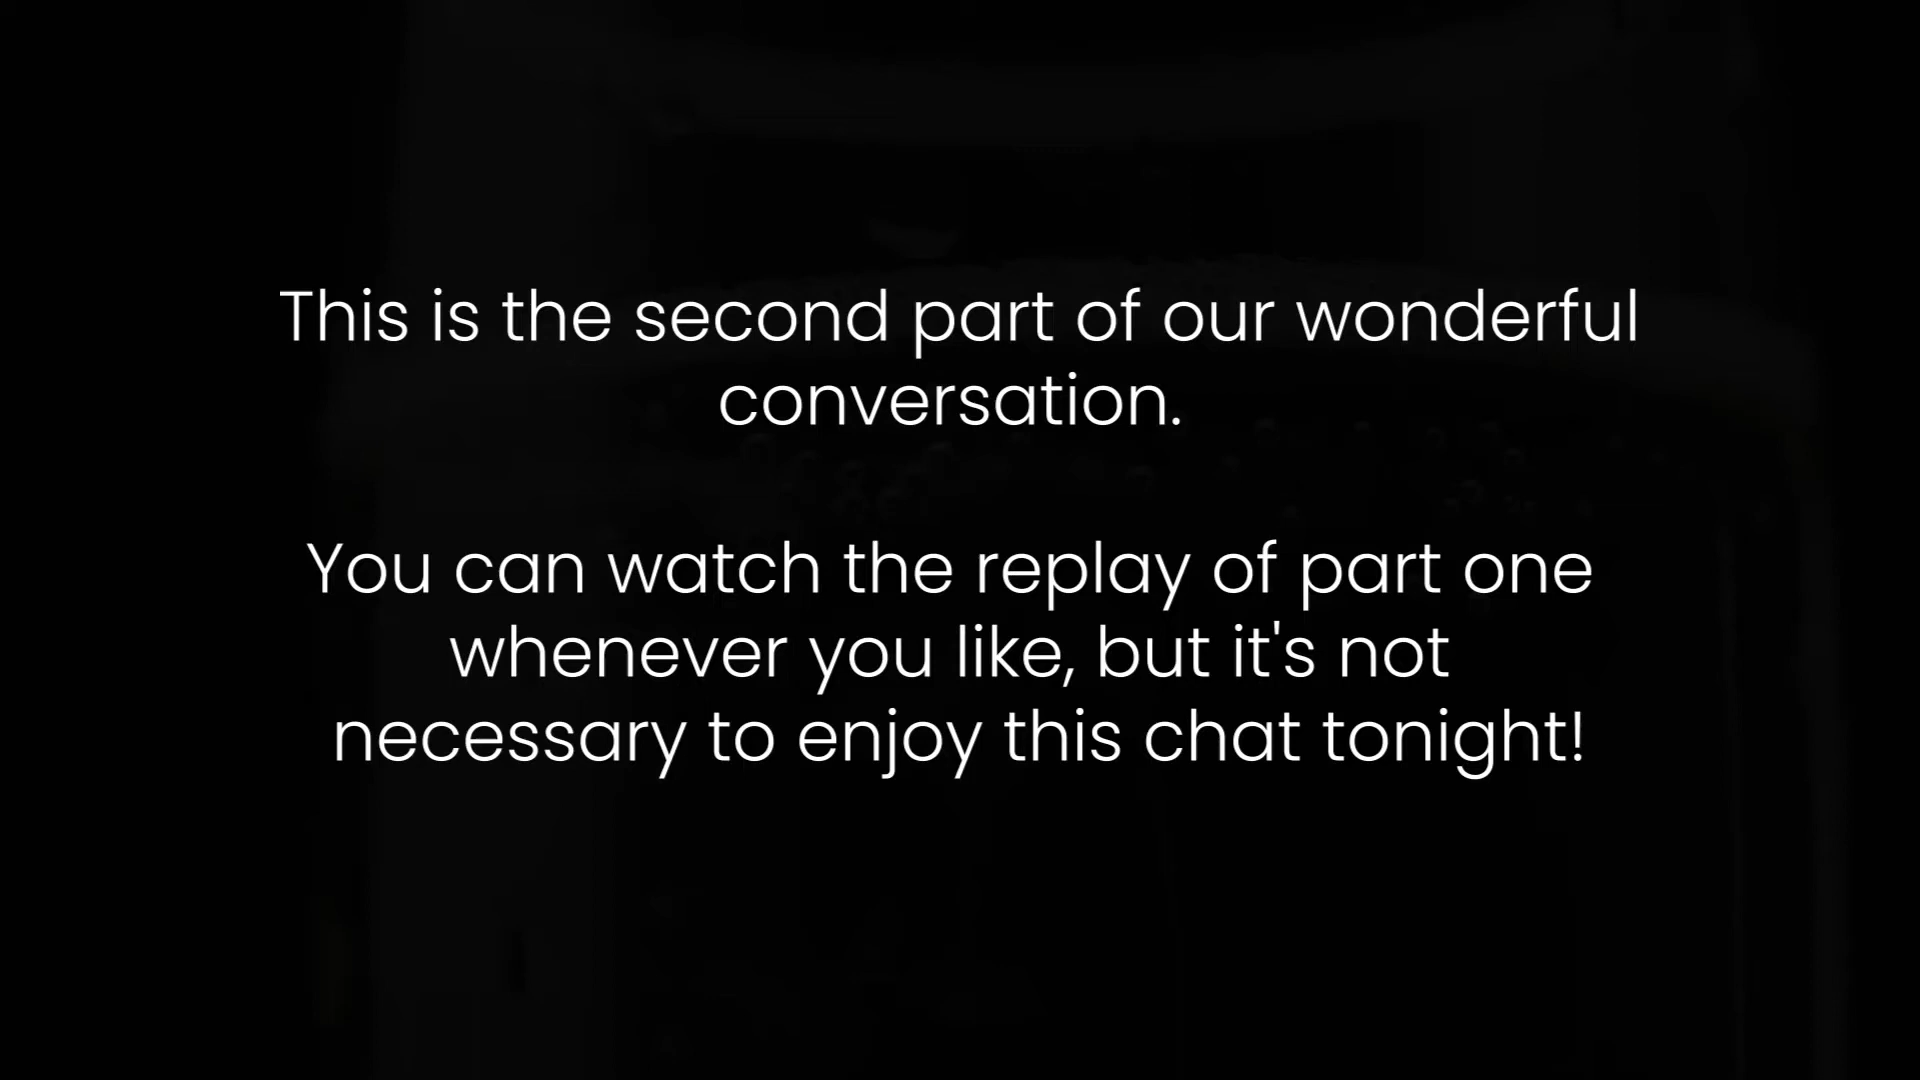 This is the second part of our wonderful
conversation.
You can watch the replay of part one
whenever you like, but it's not
necessary to enjoy this chat tonight!